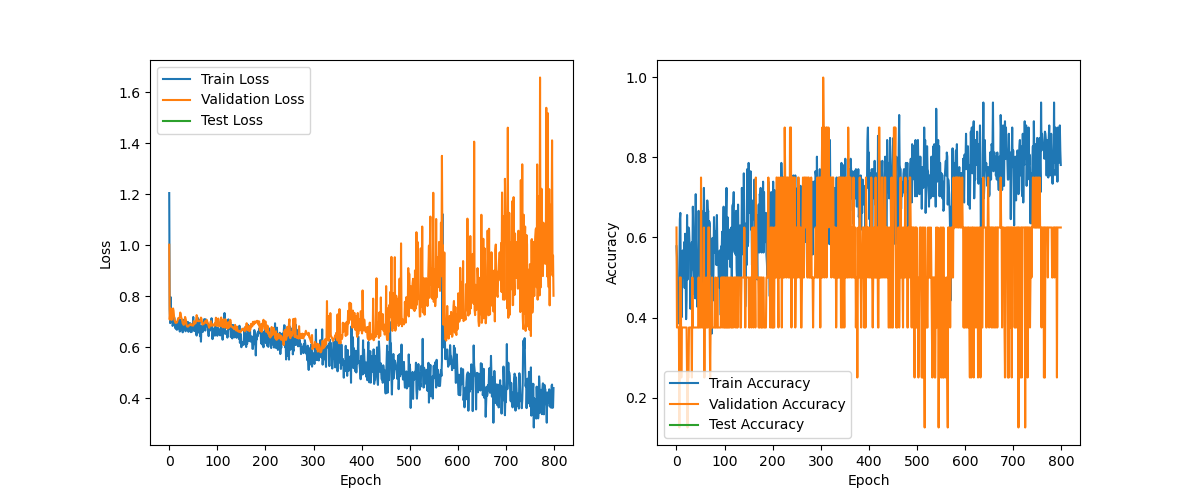 Train Loss
Validation Loss
Test Loss
1.6
1.4
1.2
1.0
0.8
0.6
0.4
Loss
0 100 200 300 400 500 600 700 800
Epoch
1.0
0.8
0.6
0.4
0.2
Accuracy
Train Accuracy
Validation Accuracy
Test Accuracy
0 100 200 300 400 500 600 700 800
Epoch